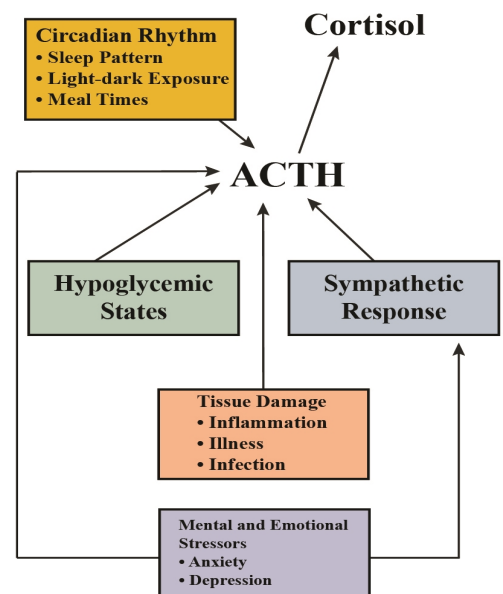 Cortisol
Circadian Rhythm
• Sleep Pattern
• Light-dark Exposure
• Meal Times
ACTH
Hypoglycemic
States
Sympathetic
Response
Tissue Damage
• Inflammation
• Illness
• Infection
Mental and Emotional
Stressors
• Anxiety
• Depression